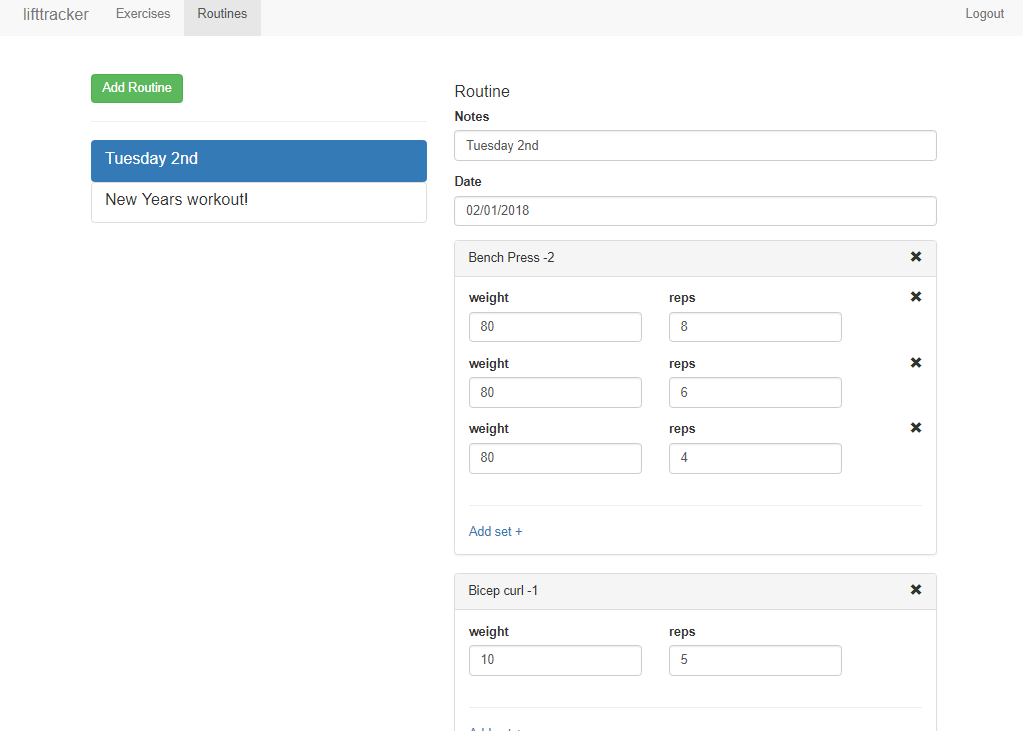 lifttracker Exercises Routines Logout
Add Routine
Tuesday 2nd
New Years workout!
Routine
Notes
Tuesday 2nd
Date
02/01/2018
Bench Press -2
weight reps
80 8
weight reps
80 6
weight reps
80 4
Add set +
Bicep curl -1
weight reps
10 5